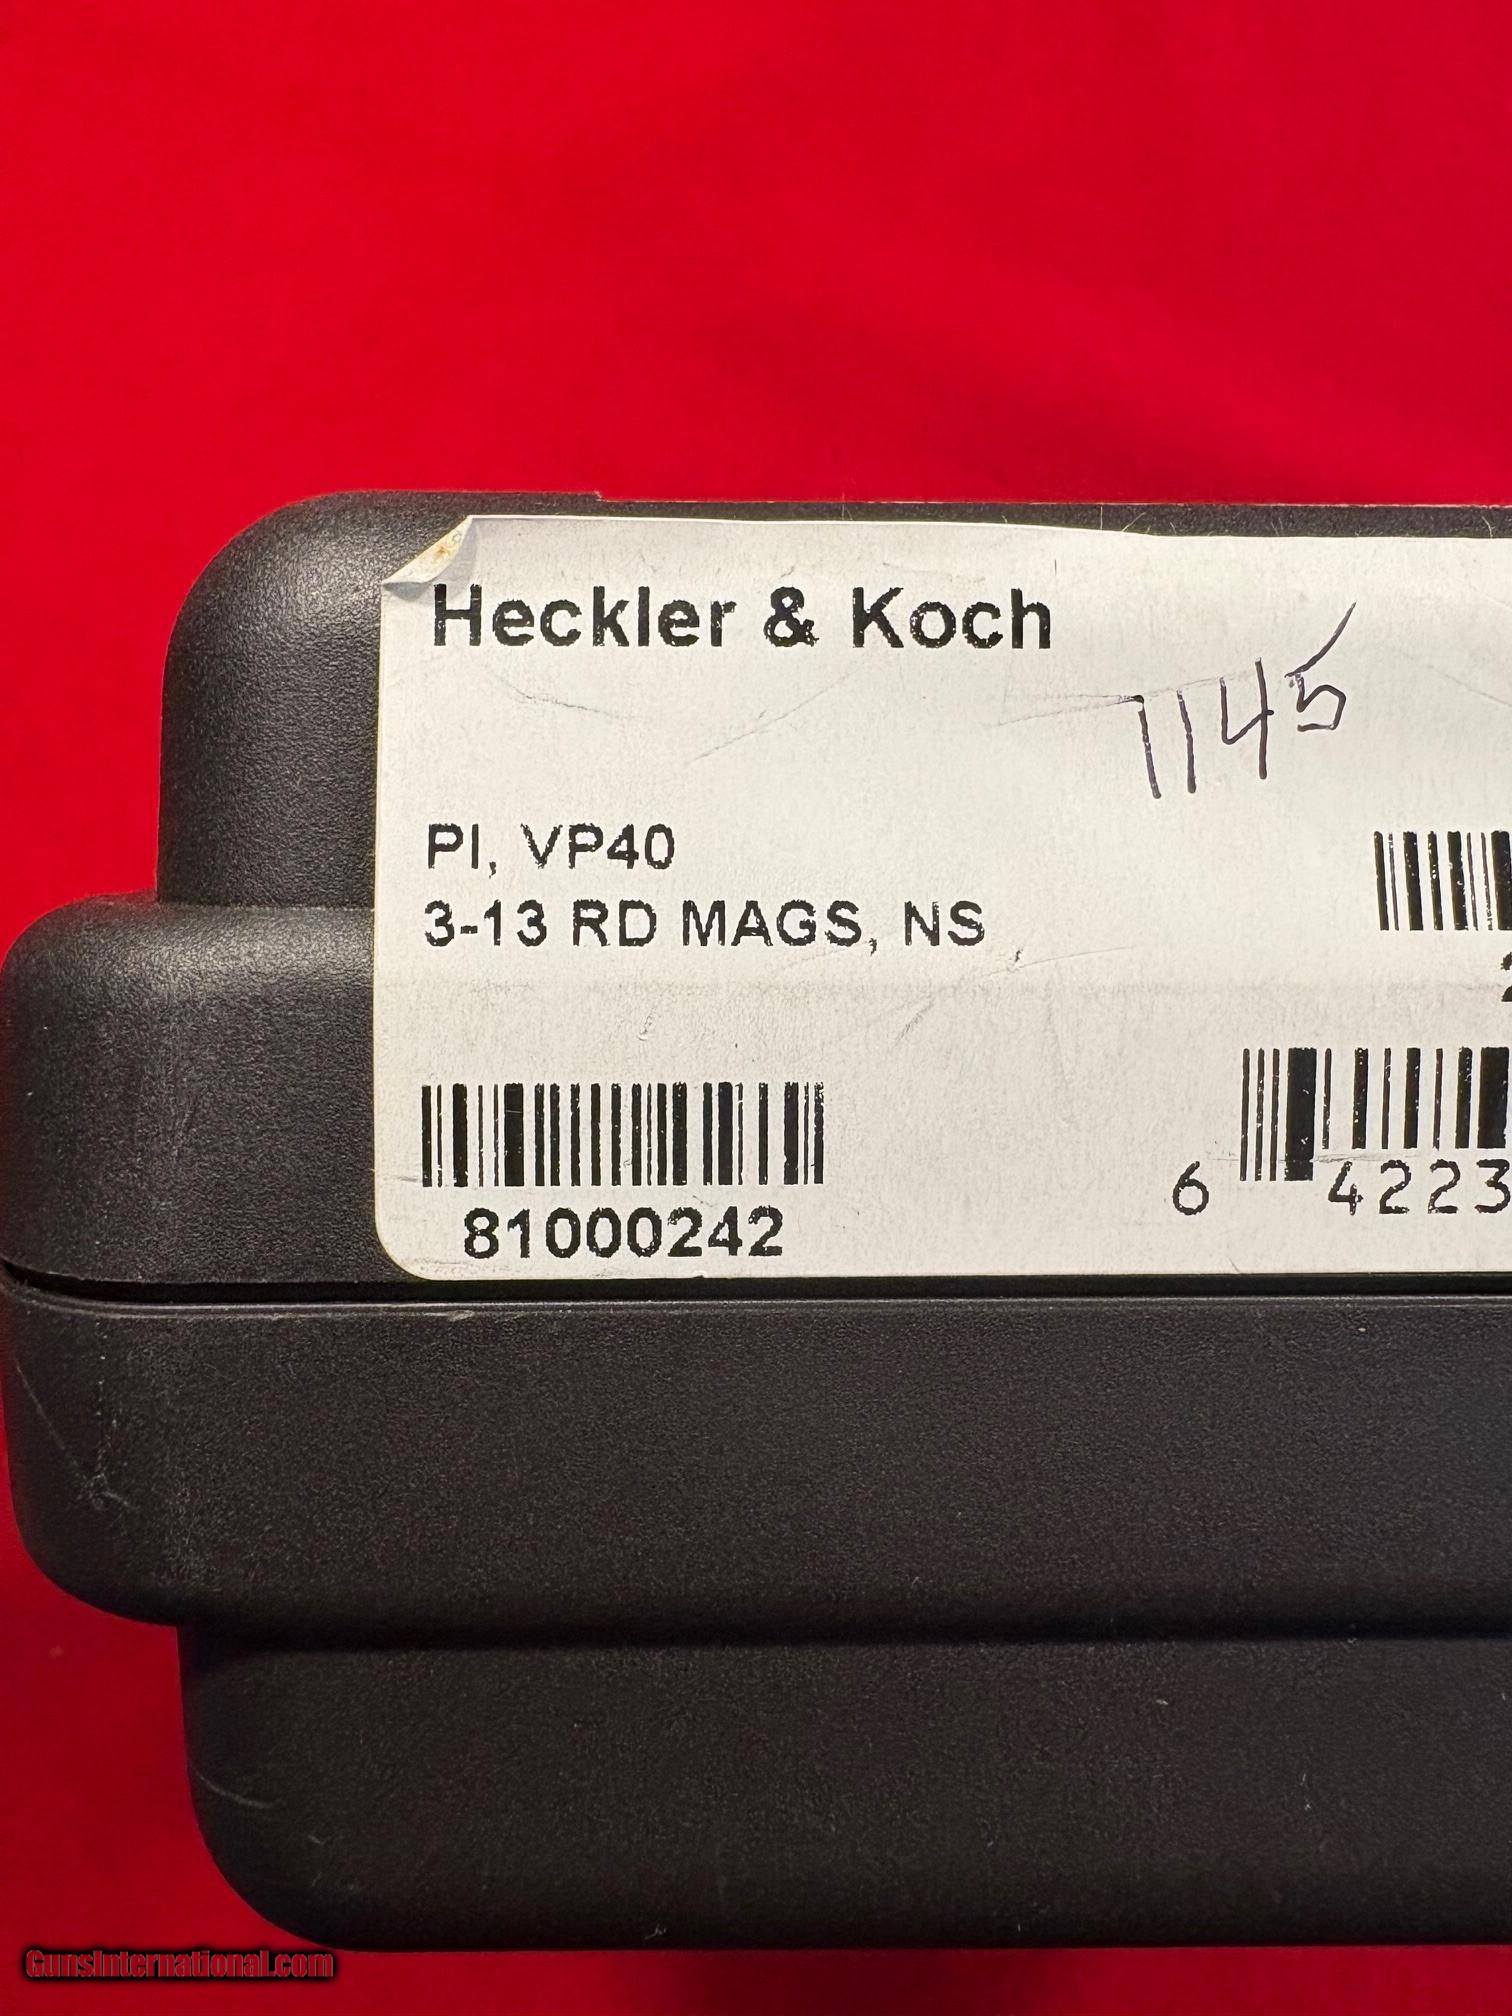 Heckler & Koch
1145
PI, VP40
3-13 RD MAGS, NS
81000242
6 4223
GunsInternational.com